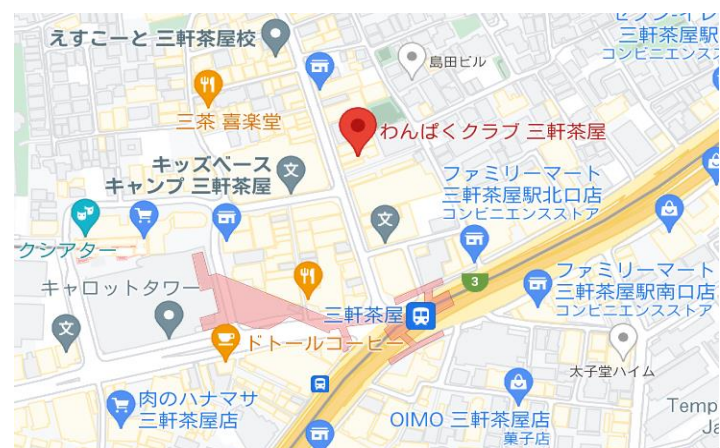 えすこーと 三軒茶屋校
島田ビル
三軒茶屋駅
コンビニエンスス
三茶 喜楽堂
わんぱくクラブ 三軒茶屋
キッズベース
キャンプ 三軒茶屋
文
文
ファミリーマート
三軒茶屋駅北口店
コンビニエンスストア
クシアター
キャロットタワー
3
ファミリーマート
三軒茶屋駅南口店
コンビニエンスストア
三軒茶屋
文
ドトールコーヒー
太子堂ハイム
肉のハナマサ
三軒茶屋店
OIMO 三軒茶屋店
菓子店
Temp
Ja